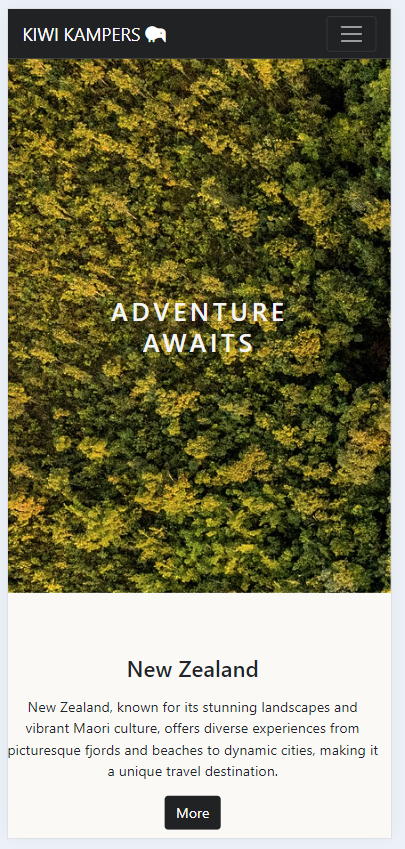 KIWI KAMPERS
ADVENTURE
AWAITS
New Zealand
New Zealand, known for its stunning landscapes and
vibrant Maori culture, offers diverse experiences from
picturesque fjords and beaches to dynamic cities, making it
a unique travel destination.
More